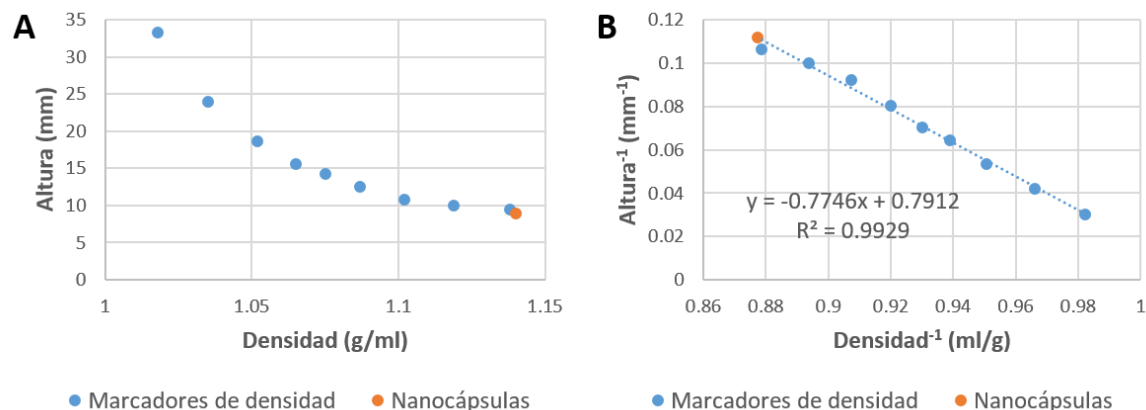 A
Altura (mm)
35
30
25
20
15
10
5
0
1
1.05
1.1
1.15
Densidad (g/ml)
Marcadores de densidad
Nanocápsulas
B
Altura-1 (mm-1)
0.12
0.1
0.08
0.06
0.04
0.02
0
y = -0.7746x + 0.7912
R² = 0.9929
0.86
0.88
0.9
0.92
0.94
0.96
0.98
1
Densidad-1 (ml/g)
Marcadores de densidad
Nanocápsulas